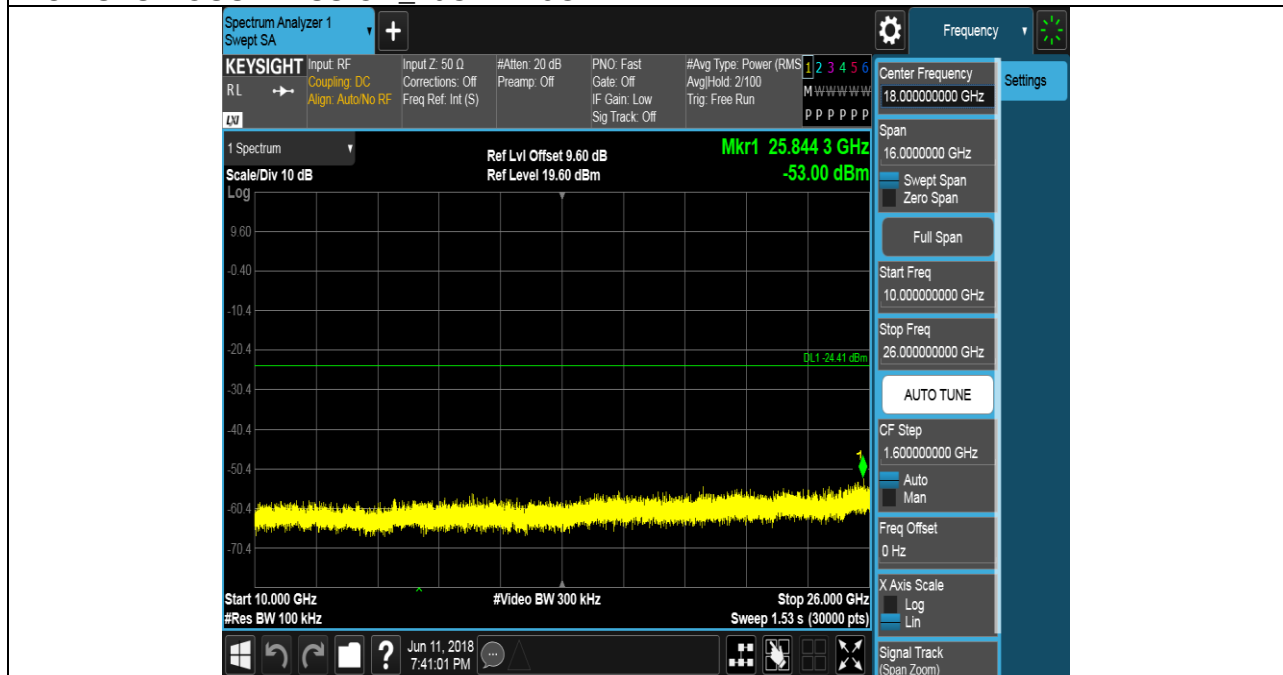 Spectrum Analyzer 1
Swept SA
+
Frequency
KEYSIGHT
RL
LXI
Input: RF
Coupling: DC
Align: Auto/No RF
Input Z: 50 Ω
Corrections: Off
Freq Ref: Int (S)
#Atten: 20 dB
Preamp: Off
PNO: Fast
Gate: Off
IF Gain: Low
Sig Track: Off
#Avg Type: Power (RMS
Avg|Hold: 2/100
Trig: Free Run
1 2 3 4 5 6
M W W W W W
P P P P P P
1 Spectrum
Scale/Div 10 dB
Ref Lvl Offset 9.60 dB
Ref Level 19.60 dBm
Mkr1 25.844 3 GHz
-53.00 dBm
Log
9.60
-0.40
-10.4
-20.4
DL1 -24.41 dBm
-30.4
-40.4
1
-50.4
-60.4
-70.4
Start 10.000 GHz
#Res BW 100 kHz
#Video BW 300 kHz
Stop 26.000 GHz
Sweep 1.53 s (30000 pts)
?
Jun 11, 2018
7:41:01 PM
Center Frequency
18.000000000 GHz
Settings
Span
16.0000000 GHz
Swept Span
Zero Span
Full Span
Start Freq
10.000000000 GHz
Stop Freq
26.000000000 GHz
AUTO TUNE
CF Step
1.600000000 GHz
Auto
Man
Freq Offset
0 Hz
X Axis Scale
Log
Lin
Signal Track
(Span Zoom)